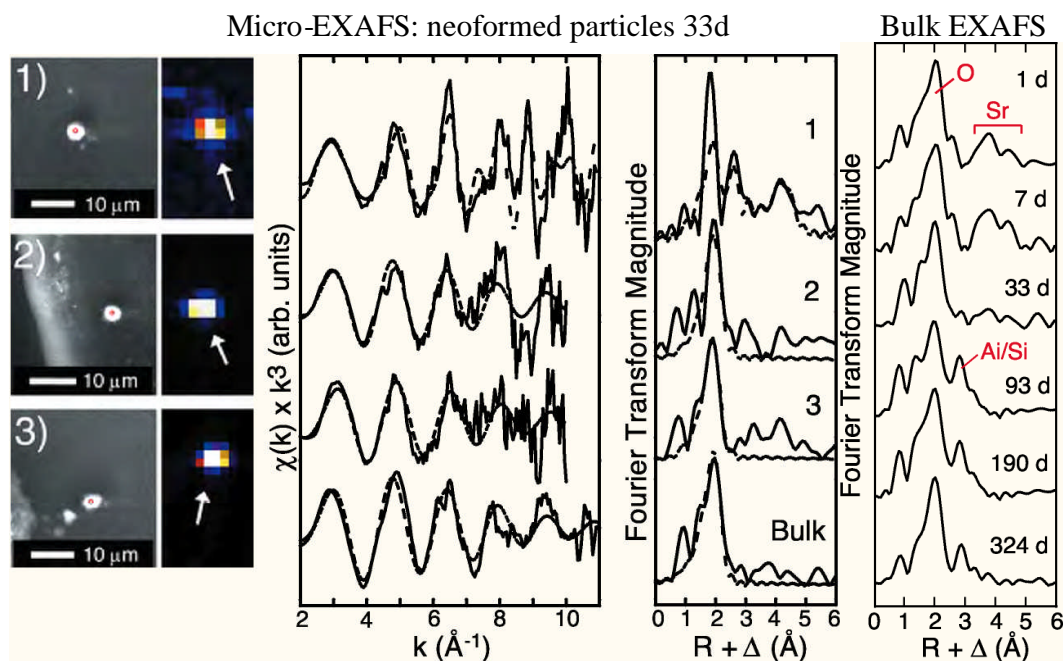 Micro-EXAFS: neoformed particles 33d
Bulk EXAFS
1)
10 μm
2)
10 μm
3)
10 μm
χ(k) x k³ (arb. units)
2 4 6 8 10
k (Å⁻¹)
Fourier Transform Magnitude
1
2
3
Bulk
0 1 2 3 4 5 6
R + Δ (Å)
Fourier Transform Magnitude
1 d
O
Sr
7 d
33 d
Ai/Si
93 d
190 d
324 d
0 1 2 3 4 5 6
R + Δ (Å)